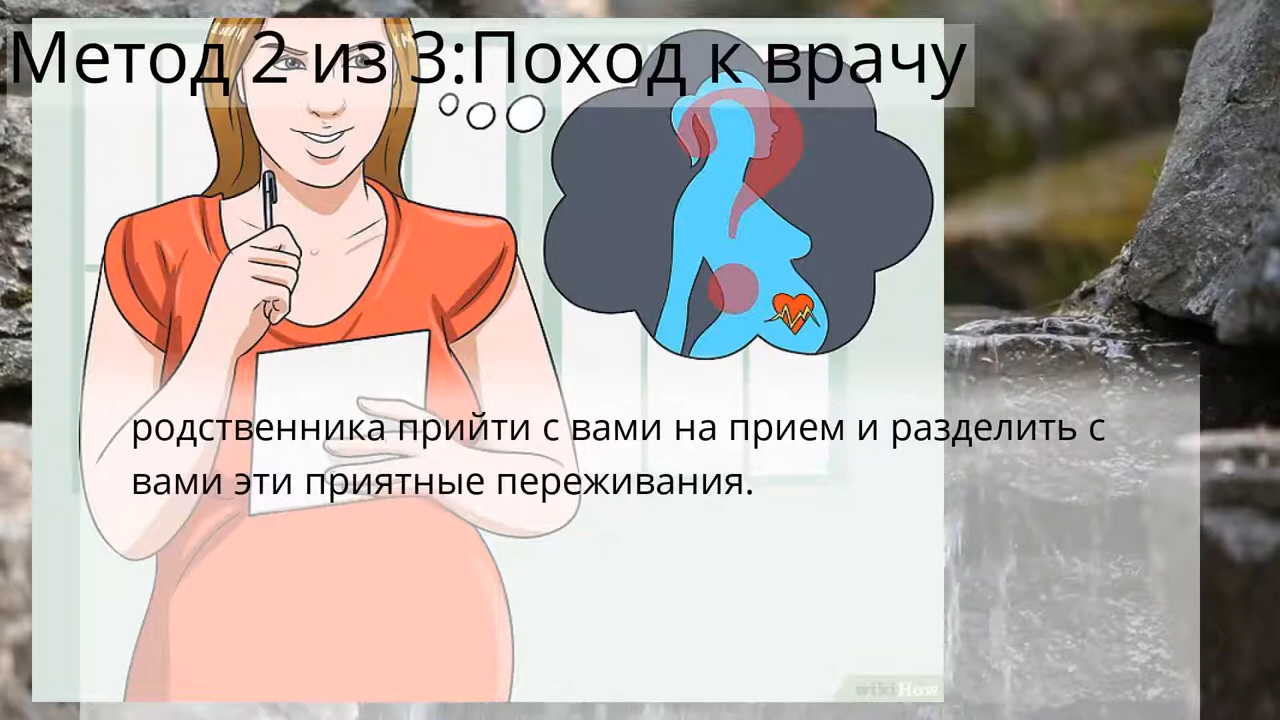 Метод 2 из 3:Поход к врачу
родственника прийти с вами на прием и разделить с
вами эти приятные переживания.
wikiHow